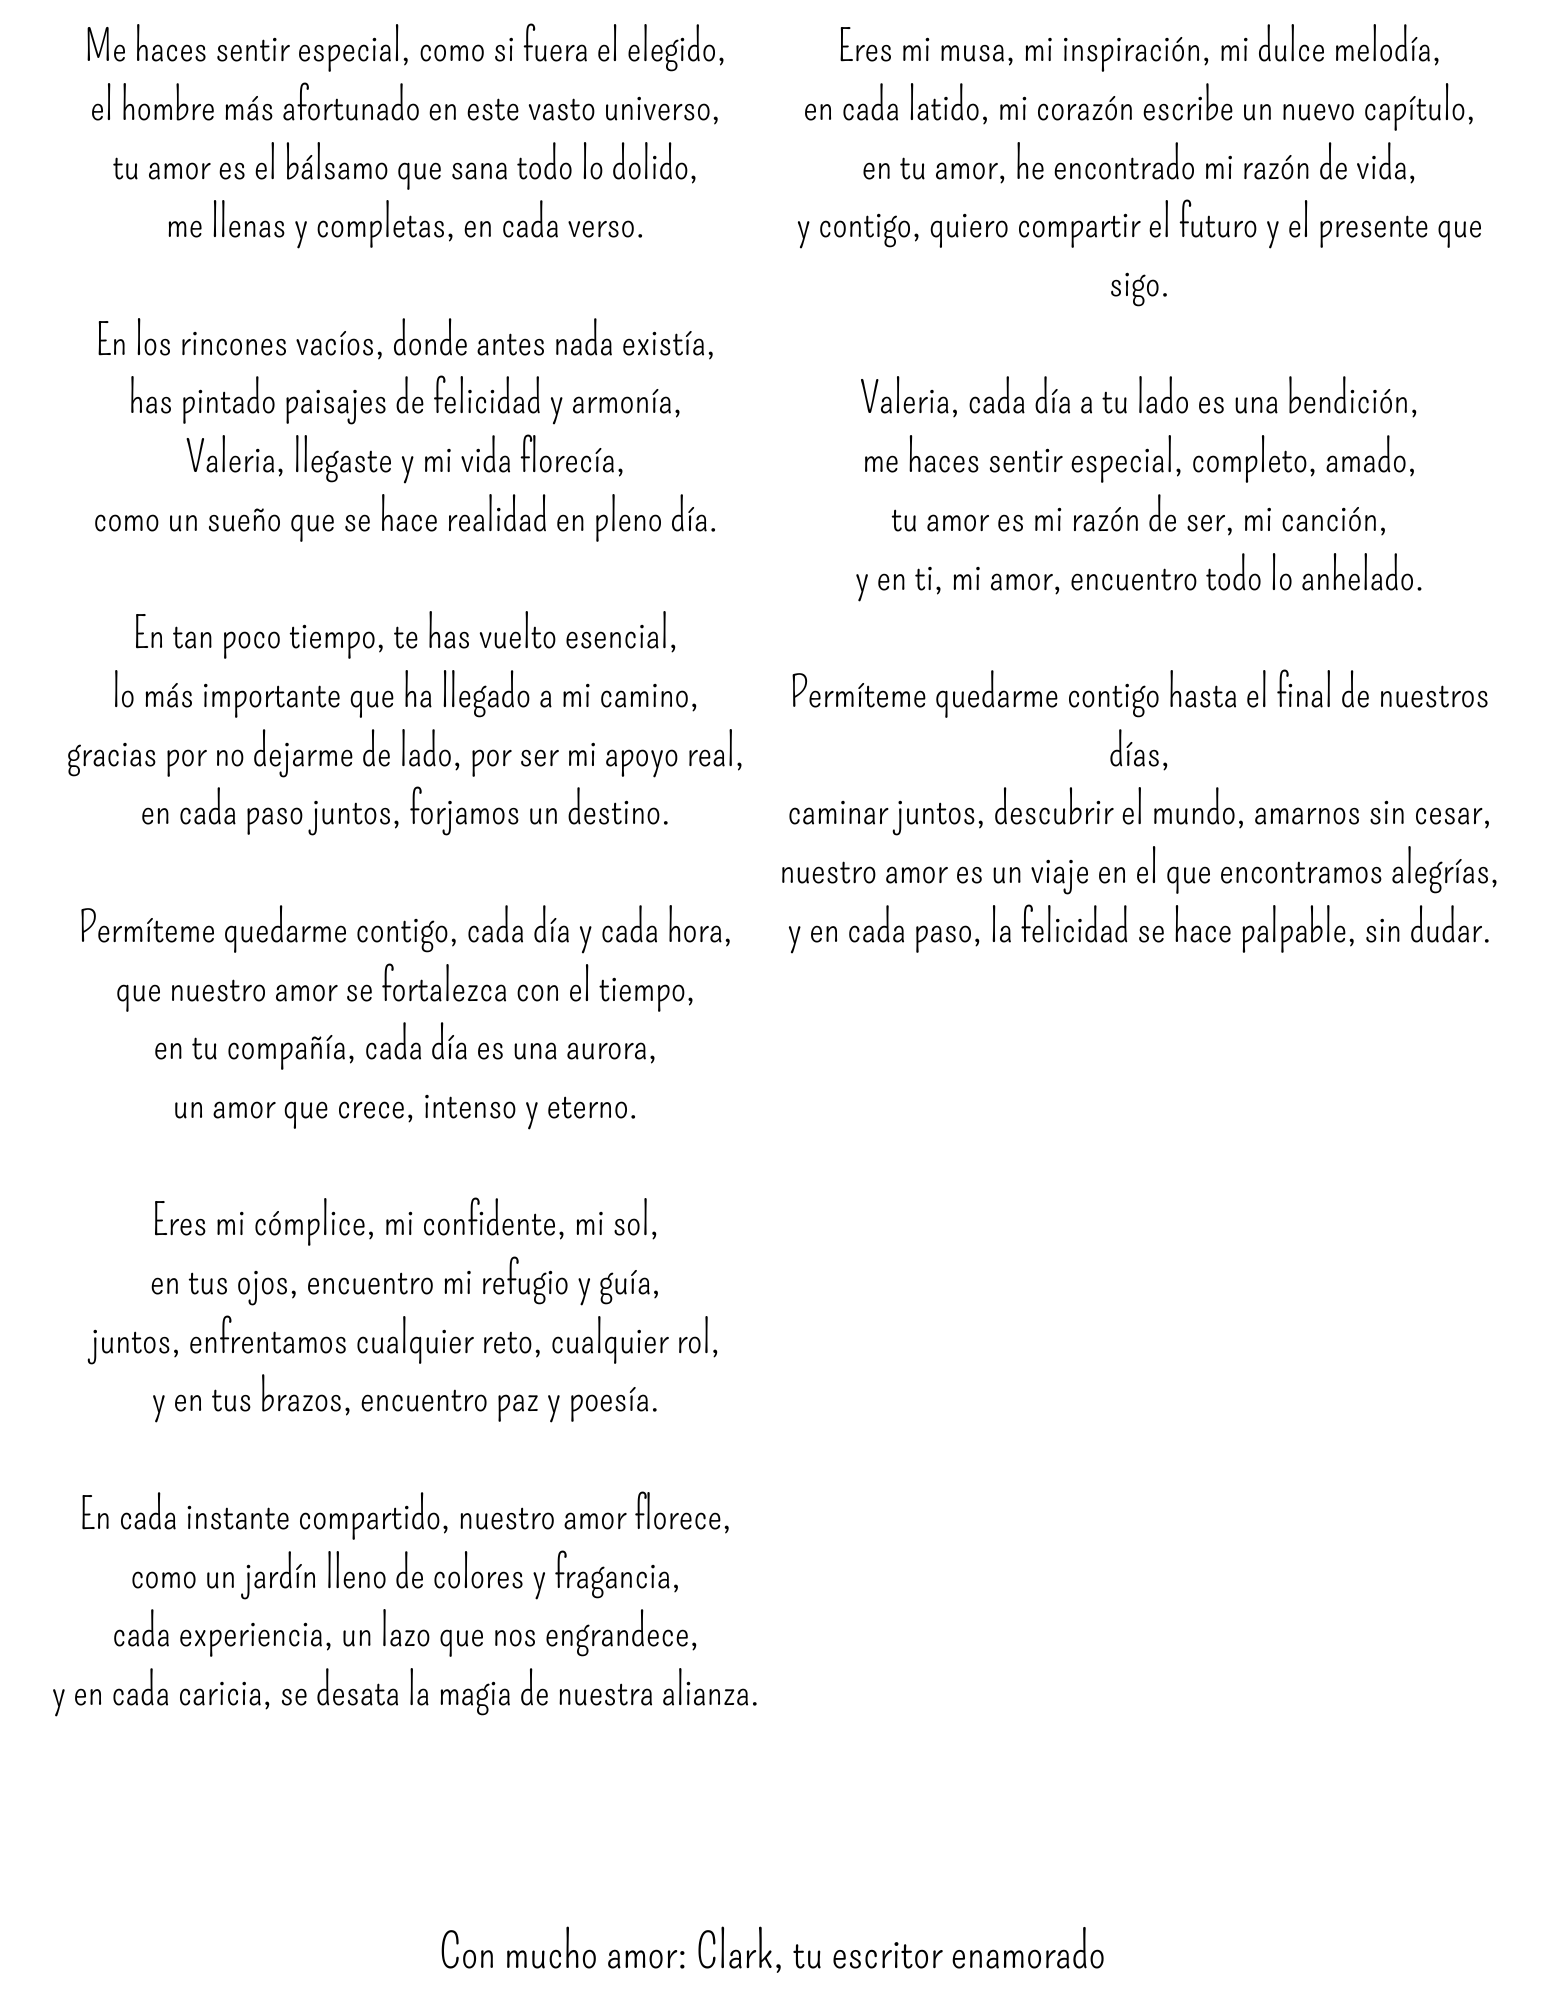 Me haces sentir especial, como si fuera el elegido,
el hombre más afortunado en este vasto universo,
tu amor es el bálsamo que sana todo lo dolido,
me llenas y completas, en cada verso.
En los rincones vacíos, donde antes nada existía,
has pintado paisajes de felicidad y armonía,
Valeria, llegaste y mi vida florecía,
como un sueño que se hace realidad en pleno día.
En tan poco tiempo, te has vuelto esencial,
lo más importante que ha llegado a mi camino,
gracias por no dejarme de lado, por ser mi apoyo real,
en cada paso juntos, forjamos un destino.
Permíteme quedarme contigo, cada día y cada hora,
que nuestro amor se fortalezca con el tiempo,
en tu compañía, cada día es una aurora,
un amor que crece, intenso y eterno.
Eres mi cómplice, mi confidente, mi sol,
en tus ojos, encuentro mi refugio y guía,
juntos, enfrentamos cualquier reto, cualquier rol,
y en tus brazos, encuentro paz y poesía.
En cada instante compartido, nuestro amor florece,
como un jardín lleno de colores y fragancia,
cada experiencia, un lazo que nos engrandece,
y en cada caricia, se desata la magia de nuestra alianza.
Eres mi musa, mi inspiración, mi dulce melodía,
en cada latido, mi corazón escribe un nuevo capítulo,
en tu amor, he encontrado mi razón de vida,
y contigo, quiero compartir el futuro y el presente que
sigo.
Valeria, cada día a tu lado es una bendición,
me haces sentir especial, completo, amado,
tu amor es mi razón de ser, mi canción,
y en ti, mi amor, encuentro todo lo anhelado.
Permíteme quedarme contigo hasta el final de nuestros
días,
caminar juntos, descubrir el mundo, amarnos sin cesar,
nuestro amor es un viaje en el que encontramos alegrías,
y en cada paso, la felicidad se hace palpable, sin dudar.
Con mucho amor: Clark, tu escritor enamorado